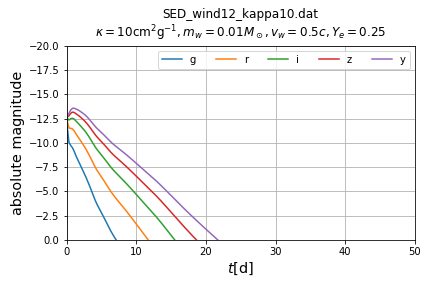 SED_wind12_kappa10.dat
κ = 10cm²g⁻¹, m_w = 0.01M_⊙, v_w = 0.5c, Y_e = 0.25
g r i z y
−20.0
−17.5
−15.0
−12.5
−10.0
−7.5
−5.0
−2.5
0.0
absolute magnitude
0 10 20 30 40 50
t[d]